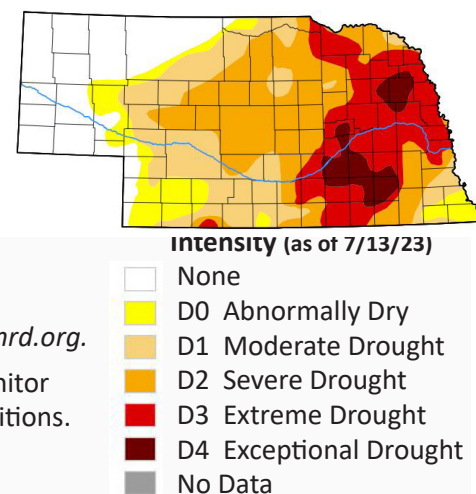 Intensity (as of 7/13/23)
None
D0 Abnormally Dry
D1 Moderate Drought
D2 Severe Drought
D3 Extreme Drought
D4 Exceptional Drought
No Data
nrd.org.
nitor
itions.